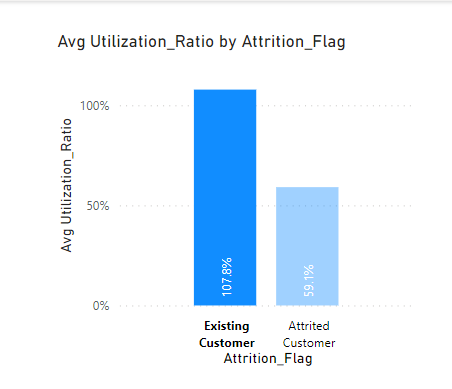 Avg Utilization_Ratio by Attrition_Flag
Avg Utilization_Ratio
100%
50%
0%
107.8%
59.1%
Existing
Customer
Attrited
Customer
Attrition_Flag